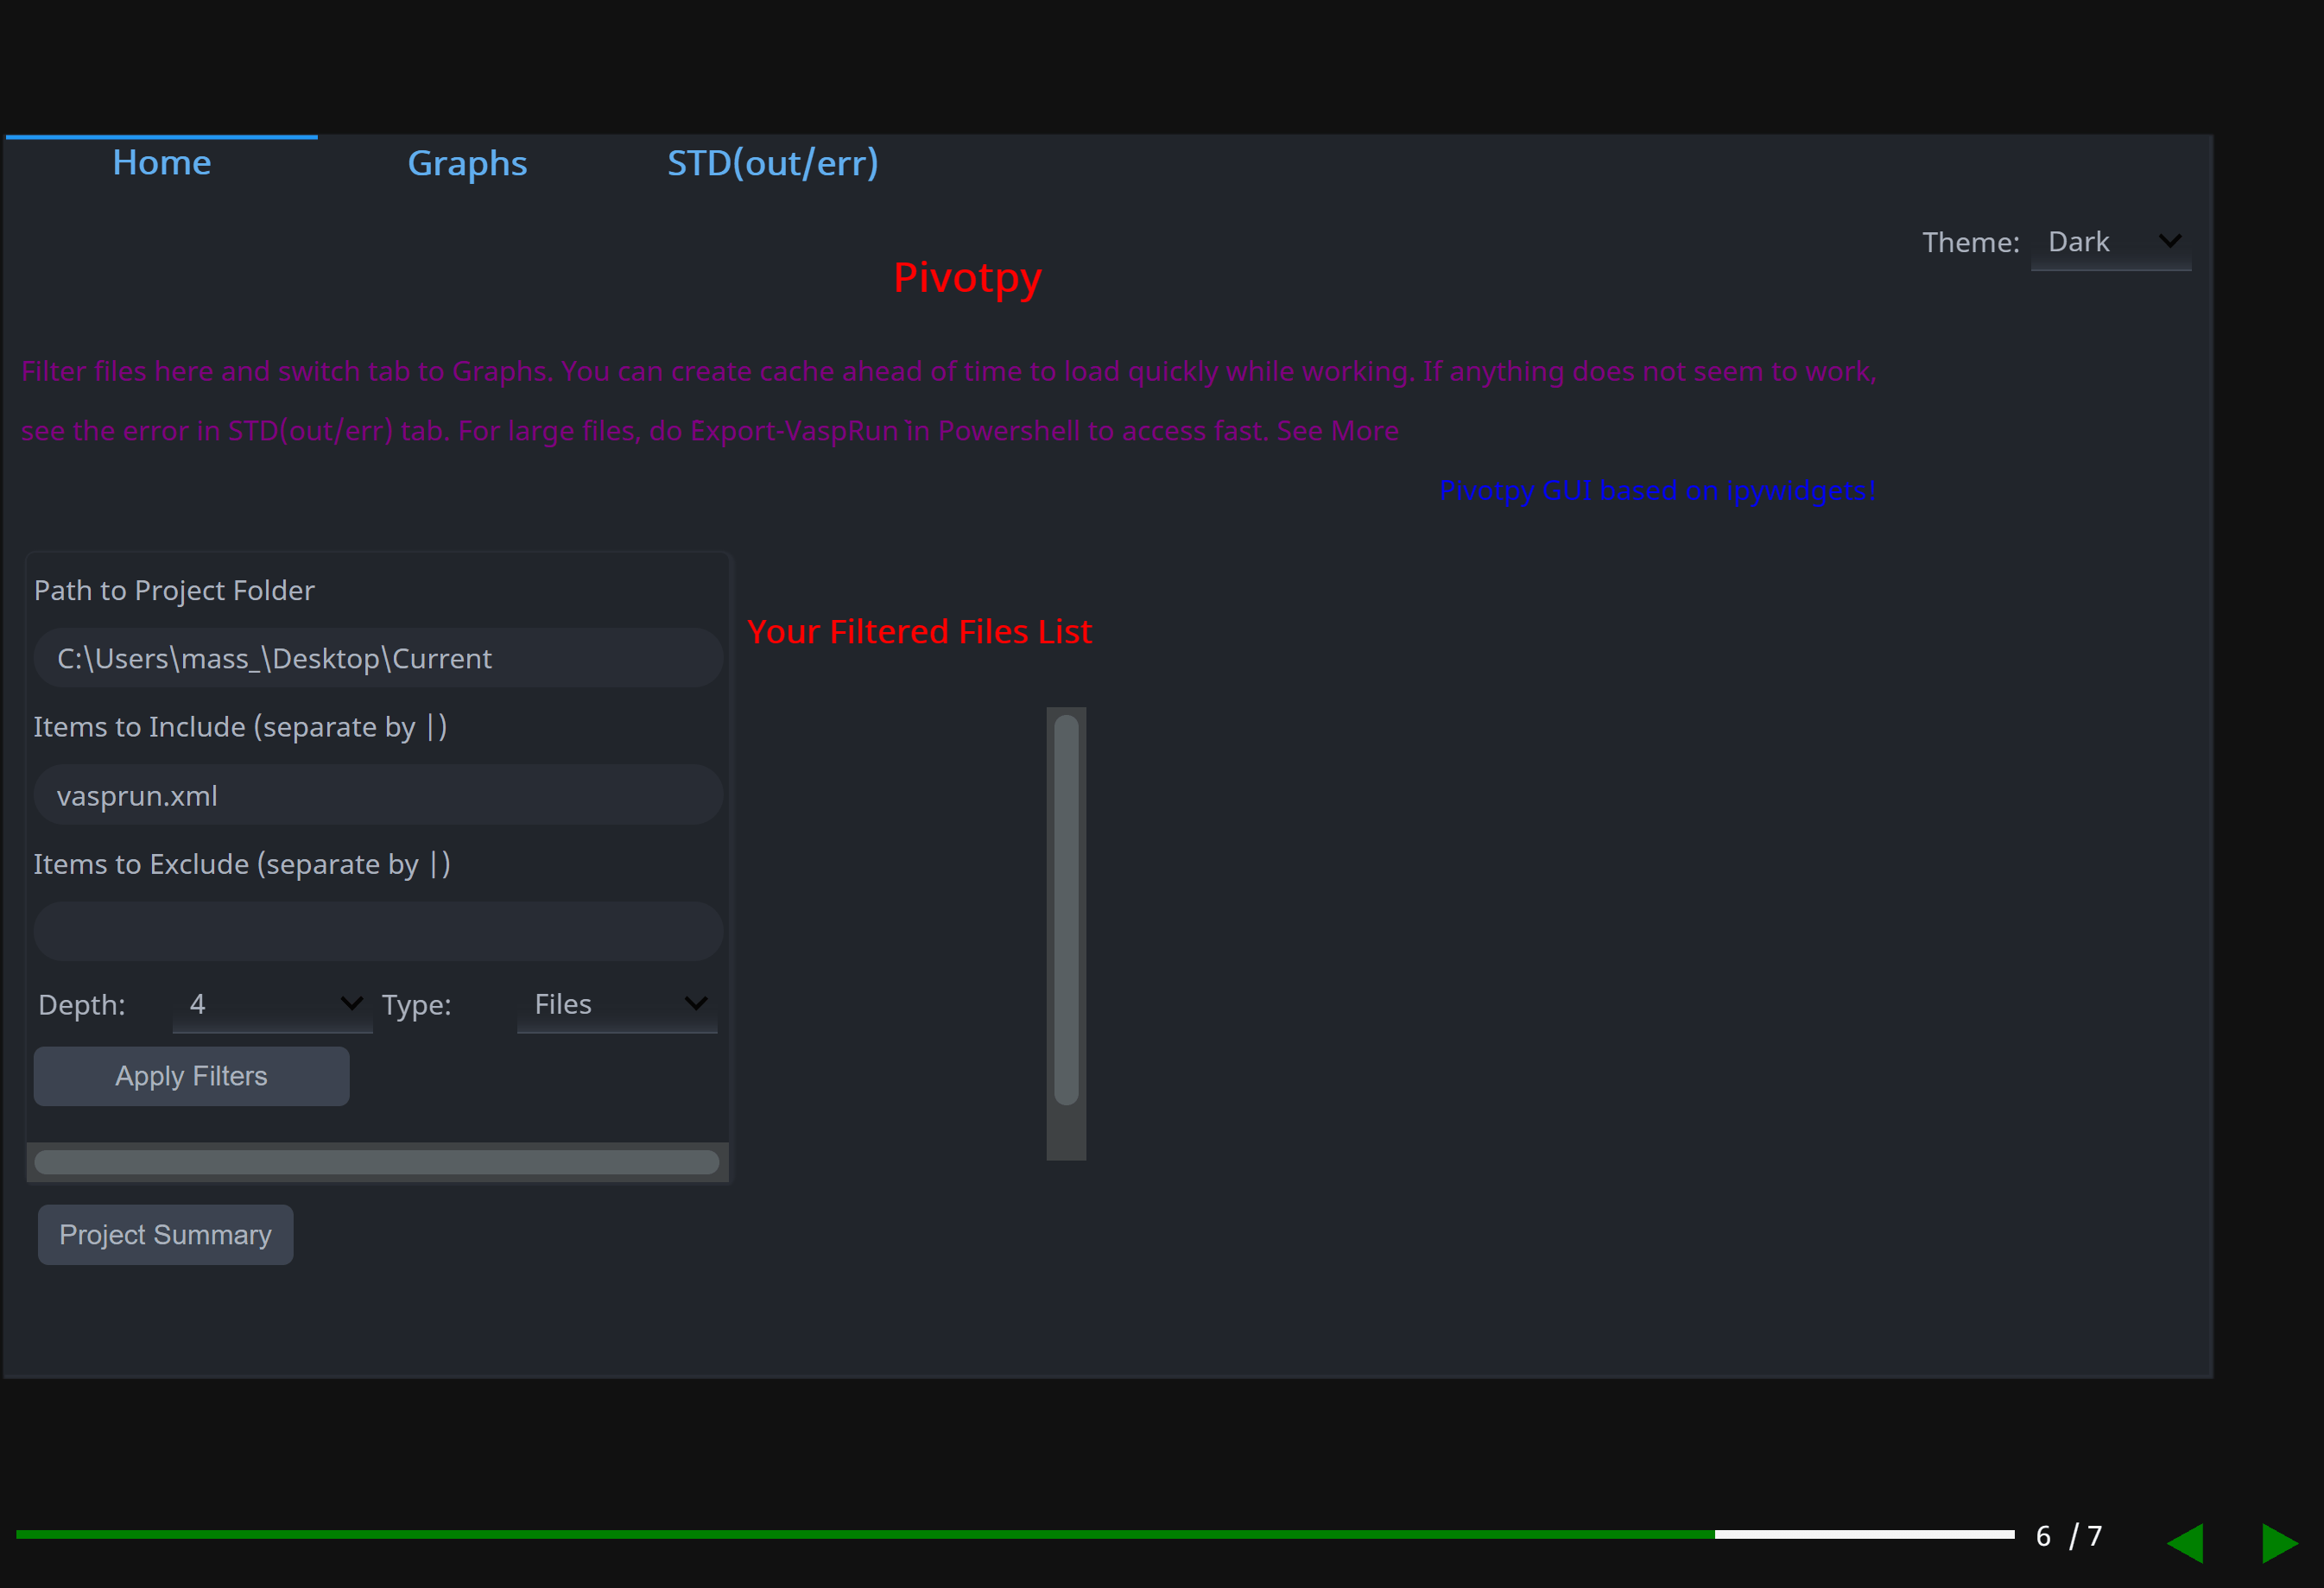 Home Graphs STD(out/err)
Theme: Dark
Pivotpy
Filter files here and switch tab to Graphs. You can create cache ahead of time to load quickly while working. If anything does not seem to work,
see the error in STD(out/err) tab. For large files, do Export-VaspRun`in Powershell to access fast. See More
Pivotpy GUI based on ipywidgets!
Path to Project Folder
C:\Users\mass_\Desktop\Current
Items to Include (separate by |)
vasprun.xml
Items to Exclude (separate by |)
Depth: 4 Type: Files
Apply Filters
Project Summary
Your Filtered Files List
6 / 7